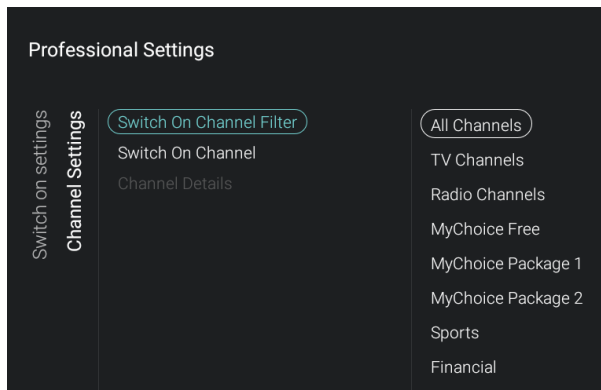 Professional Settings
Switch on settings
Channel Settings
Switch On Channel Filter
Switch On Channel
Channel Details
All Channels
TV Channels
Radio Channels
MyChoice Free
MyChoice Package 1
MyChoice Package 2
Sports
Financial